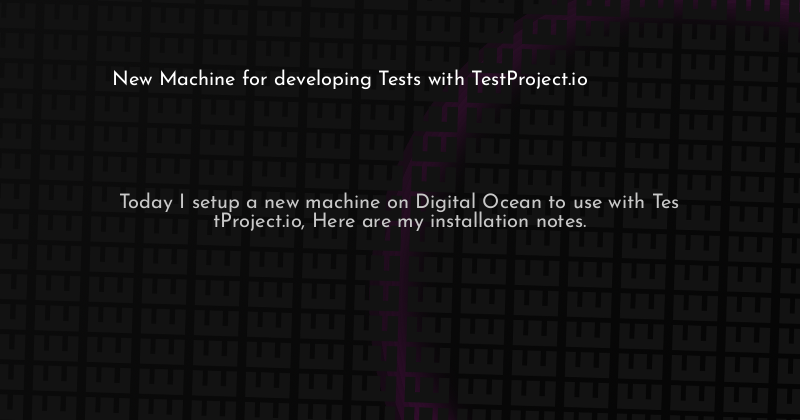 New Machine for developing Tests with TestProject.io
Today I setup a new machine on Digital Ocean to use with Tes
tProject.io, Here are my installation notes.